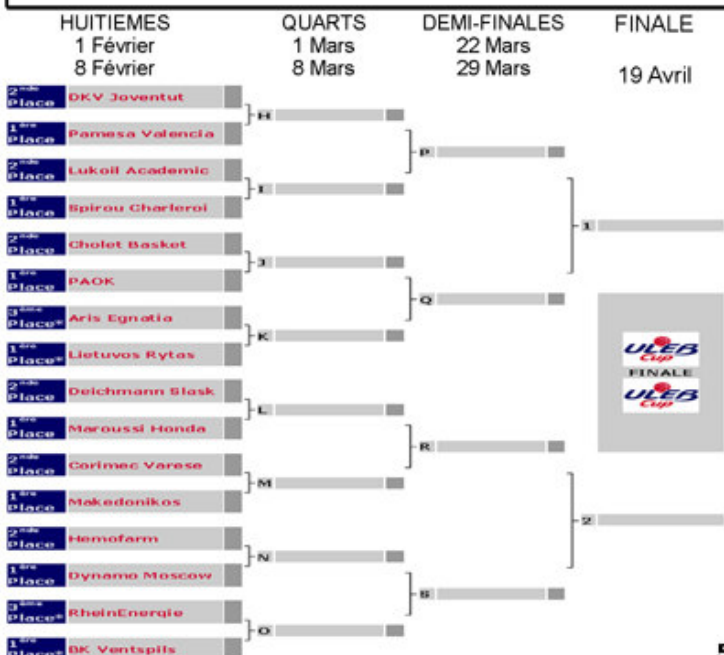 HUITIEMES QUARTS DEMI-FINALES FINALE
1 Février 1 Mars 22 Mars
8 Février 8 Mars 29 Mars 19 Avril
2nde Place DKV Joventut
H
1ère Place Pamesa Valencia
P
2nde Place Lukoil Academic
I
1ère Place Spirou Charleroi
1
2nde Place Cholet Basket
J
1ère Place PAOK
Q
3ème Place* Aris Egnatia
K
1ère Place* Lietuvos Rytas
ULEB Cup
FINALE
ULEB Cup
2nde Place Deichmann Slask
L
1ère Place Maroussi Honda
R
2nde Place Corimec Varese
M
1ère Place Makedonikos
2
2nde Place Hemofarm
N
1ère Place Dynamo Moscow
S
3ème Place* RheinEnergie
O
1ère Place* BK Ventspils